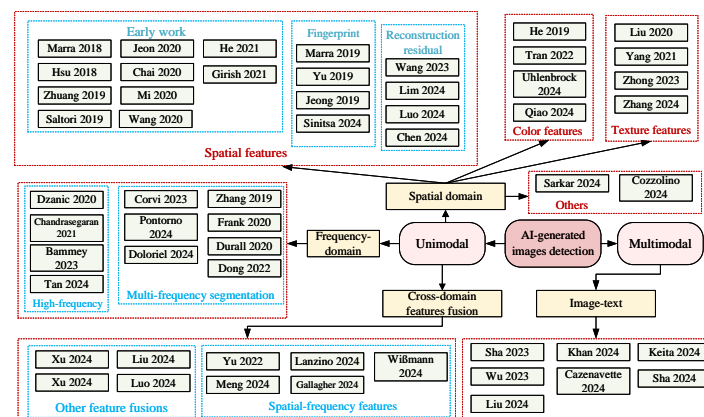 Early work
Marra 2018
Jeon 2020
He 2021
Hsu 2018
Chai 2020
Girish 2021
Zhuang 2019
Mi 2020
Saltori 2019
Wang 2020
Fingerprint
Marra 2019
Yu 2019
Jeong 2019
Sinitsa 2024
Reconstruction
residual
Wang 2023
Lim 2024
Luo 2024
Chen 2024
Spatial features
He 2019
Tran 2022
Uhlenbrock
2024
Qiao 2024
Color features
Liu 2020
Yang 2021
Zhong 2023
Zhang 2024
Texture features
Sarkar 2024
Cozzolino
2024
Others
Spatial domain
Dzanic 2020
Chandrasegaran
2021
Bammey
2023
Tan 2024
High-frequency
Corvi 2023
Pontorno
2024
Doloriel 2024
Zhang 2019
Frank 2020
Durall 2020
Dong 2022
Multi-frequency segmentation
Frequency-
domain
Unimodal
AI-generated
images detection
Multimodal
Cross-domain
features fusion
Image-text
Xu 2024
Liu 2024
Xu 2024
Luo 2024
Other feature fusions
Yu 2022
Lanzino 2024
Wißmann
2024
Meng 2024
Gallagher 2024
Spatial-frequency features
Sha 2023
Khan 2024
Keita 2024
Wu 2023
Cazenavette
2024
Sha 2024
Liu 2024